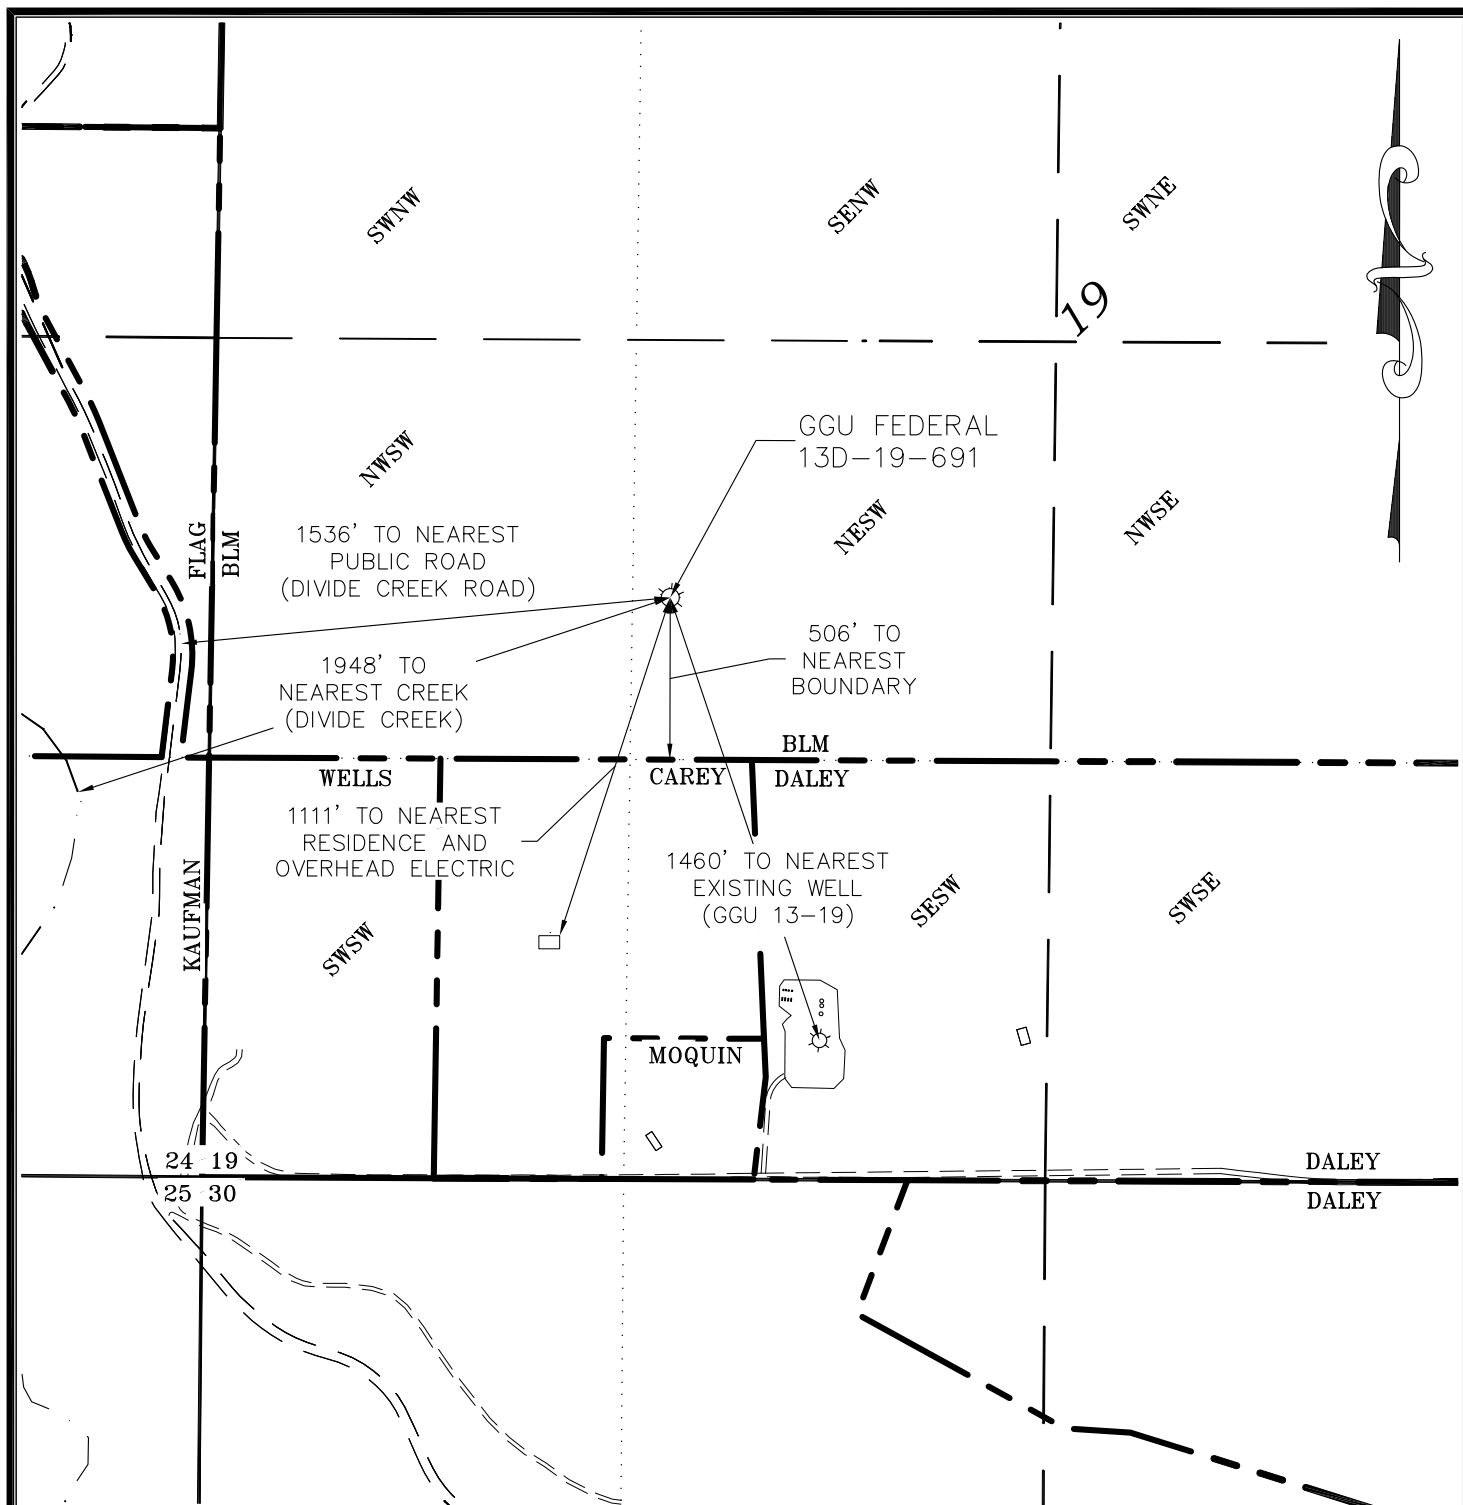 SWNW
SENW
SWNE
19
GGU FEDERAL
13D-19-691
NWSW
NESW
NWSE
FLAG
BLM
1536' TO NEAREST
PUBLIC ROAD
(DIVIDE CREEK ROAD)
506' TO
NEAREST
BOUNDARY
1948' TO
NEAREST CREEK
(DIVIDE CREEK)
BLM
WELLS
CAREY
DALEY
1111' TO NEAREST
RESIDENCE AND
OVERHEAD ELECTRIC
1460' TO NEAREST
EXISTING WELL
(GGU 13-19)
KAUFMAN
SWSW
SESW
SWSE
MOQUIN
24 19
25 30
DALEY
DALEY